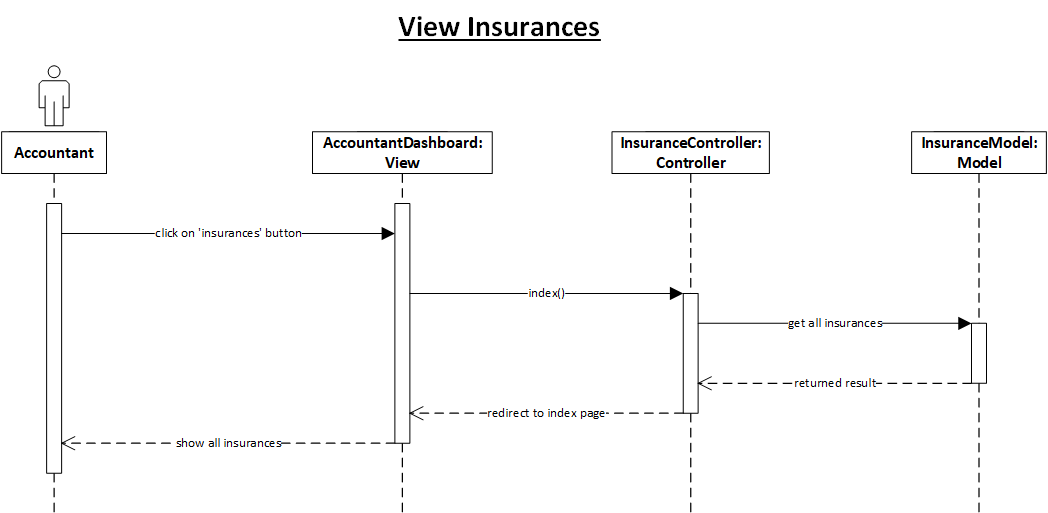 View Insurances
Accountant
AccountantDashboard:
View
InsuranceController:
Controller
InsuranceModel:
Model
click on 'insurances' button
index()
get all insurances
returned result
redirect to index page
show all insurances